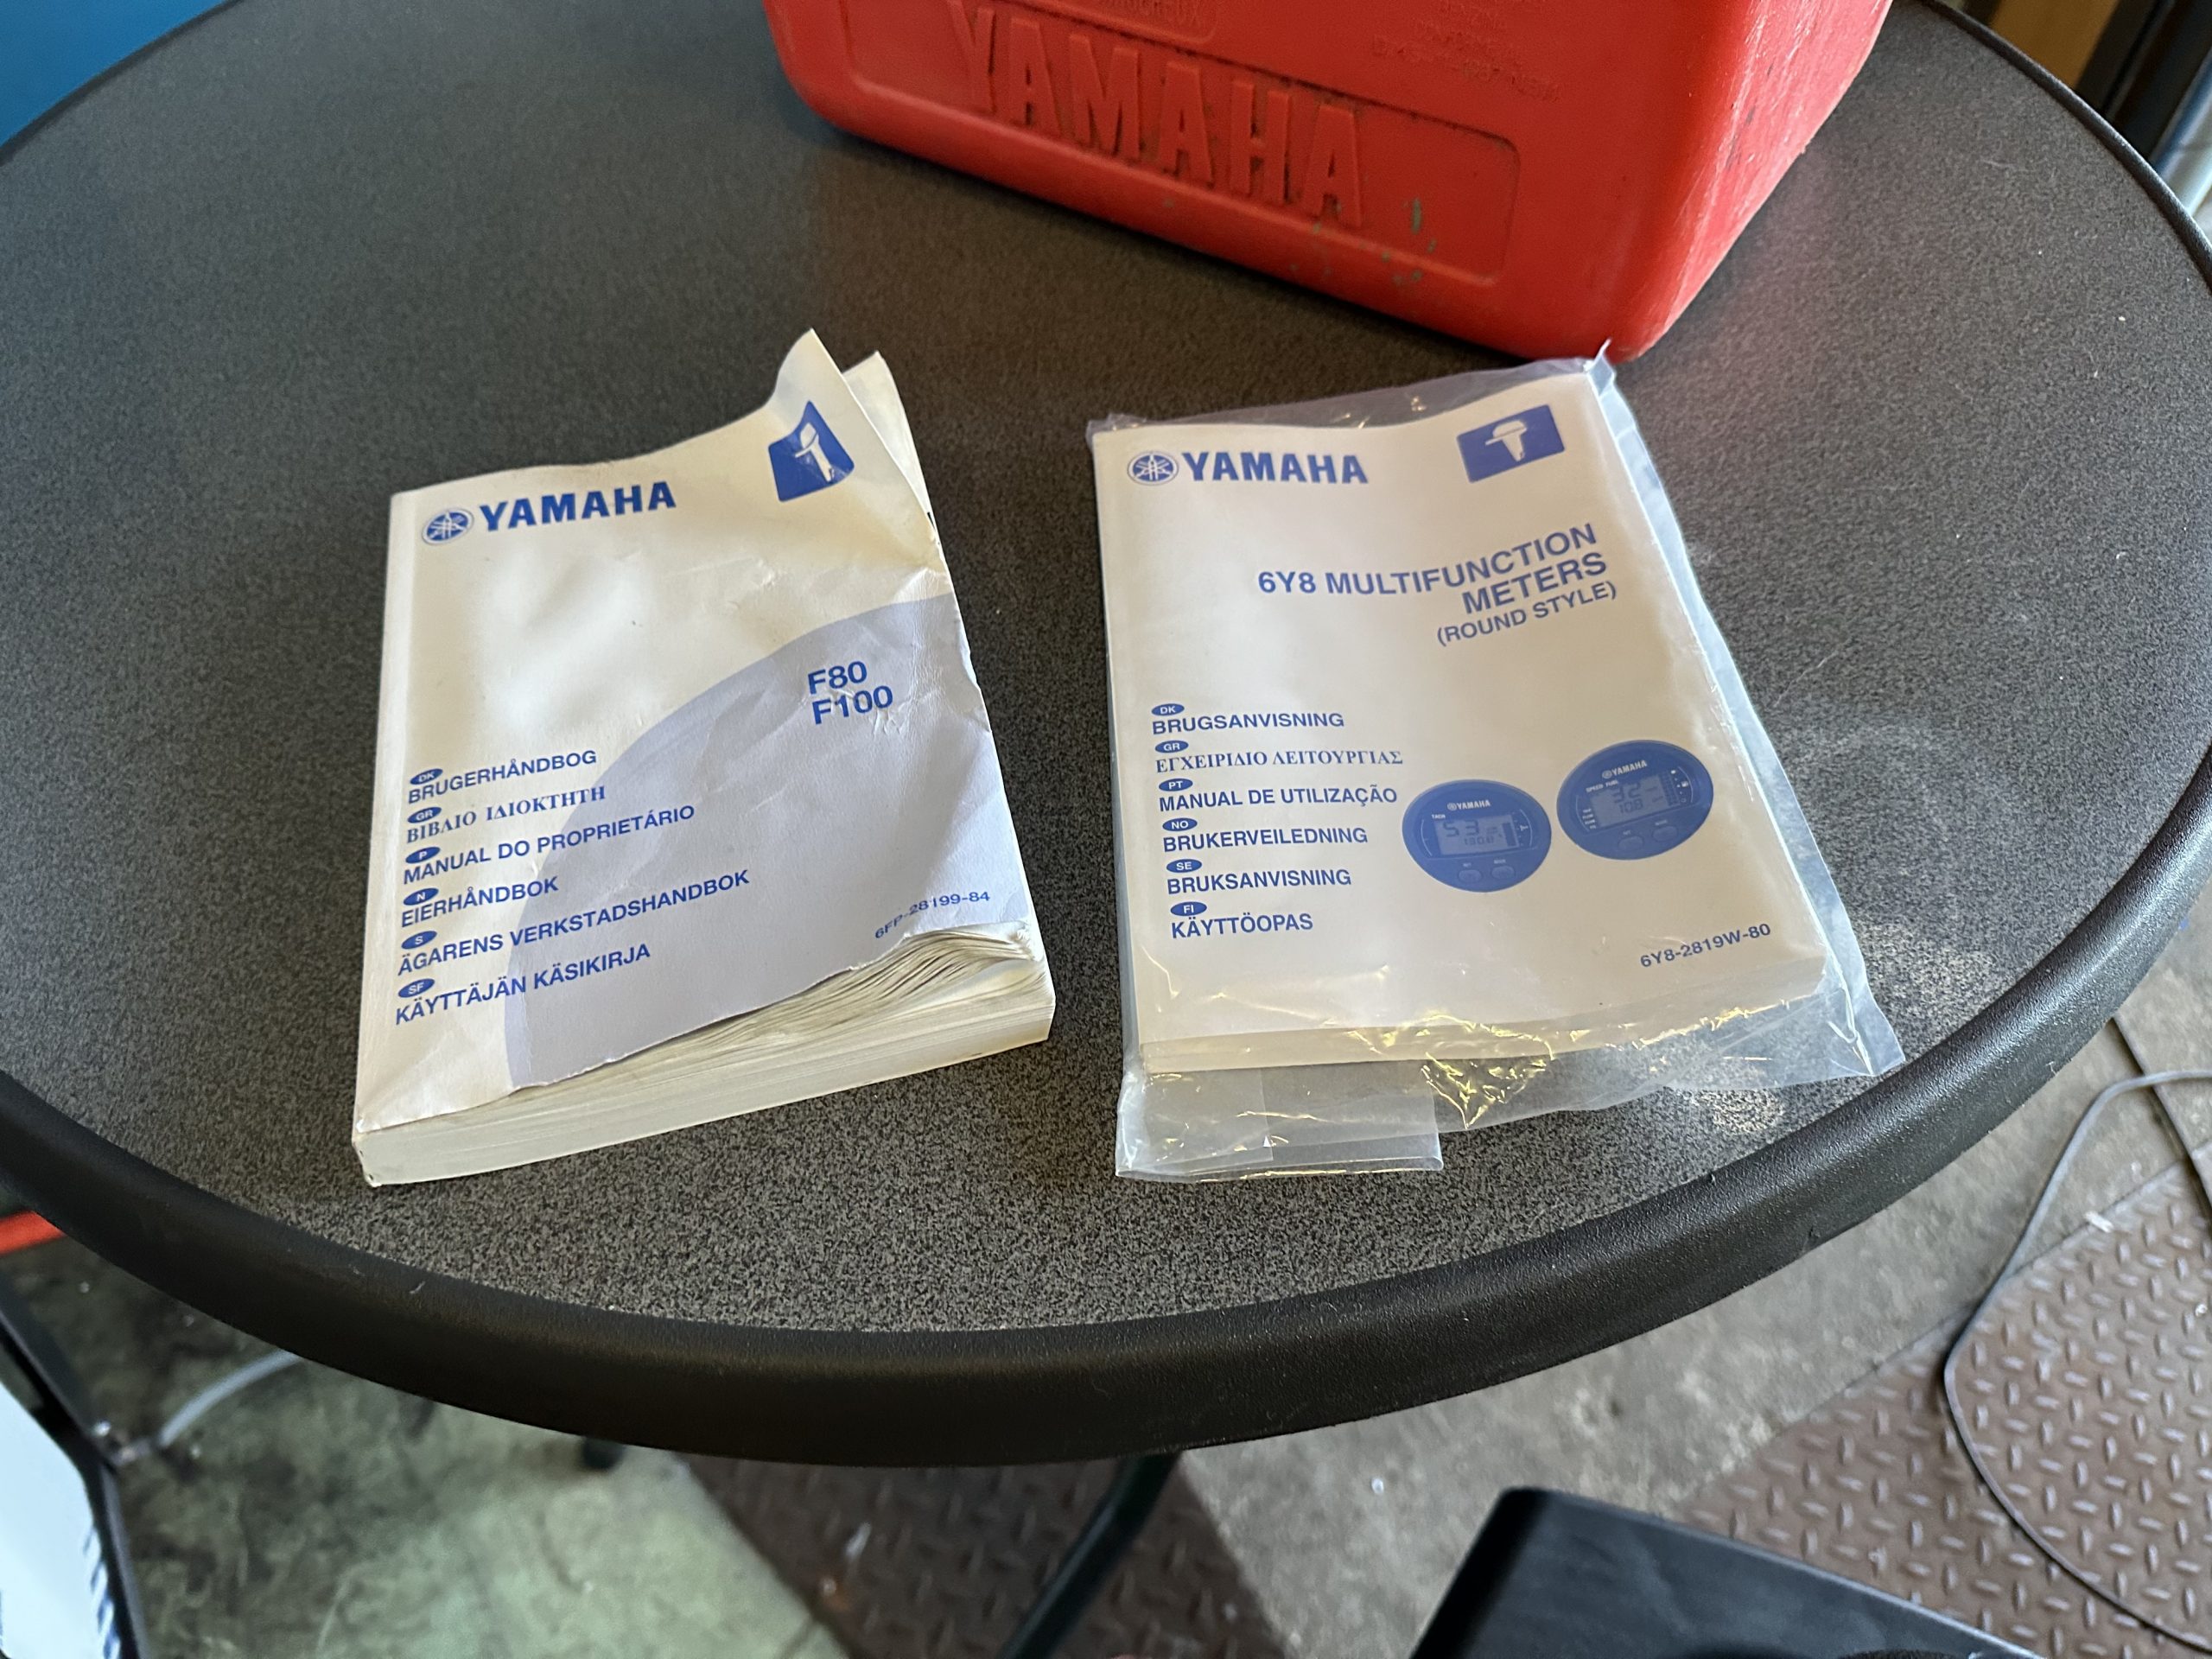 YAMAHA
YAMAHA
F80
F100
DK
BRUGERHÅNDBOG
GR
ΒΙΒΛΙΟ ΙΔΙΟΚΤΗΤΗ
P
MANUAL DO PROPRIETÁRIO
N
EIERHÅNDBOK
S
ÄGARENS VERKSTADSHANDBOK
SF
KÄYTTÄJÄN KÄSIKIRJA
6FP-28199-84
YAMAHA
6Y8 MULTIFUNCTION
METERS
(ROUND STYLE)
DK
BRUGSANVISNING
GR
ΕΓΧΕΙΡΙΔΙΟ ΛΕΙΤΟΥΡΓΙΑΣ
PT
MANUAL DE UTILIZAÇÃO
NO
BRUKERVEILEDNING
SE
BRUKSANVISNING
FI
KÄYTTÖOPAS
YAMAHA
YAMAHA
6Y8-2819W-80